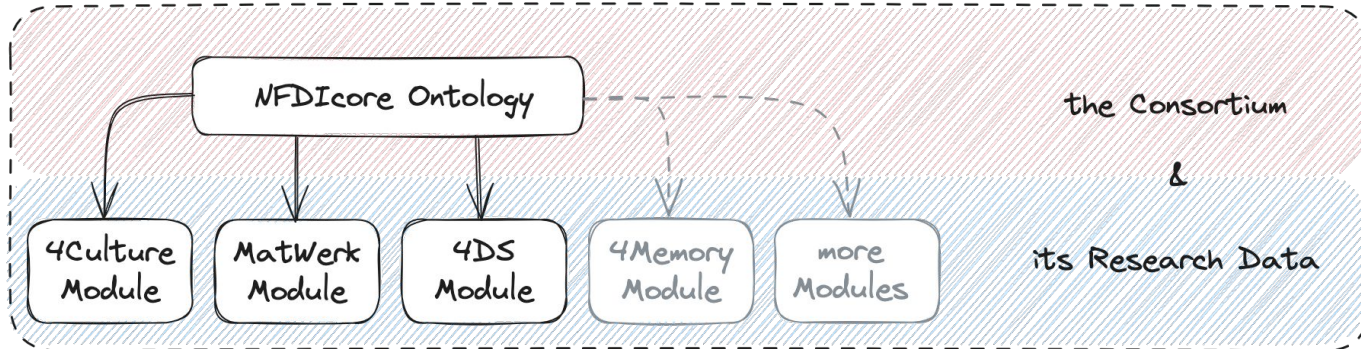 NFDIcore Ontology
the Consortium
&
4Culture
Module
MatWerk
Module
4DS
Module
4Memory
Module
more
Modules
its Research Data